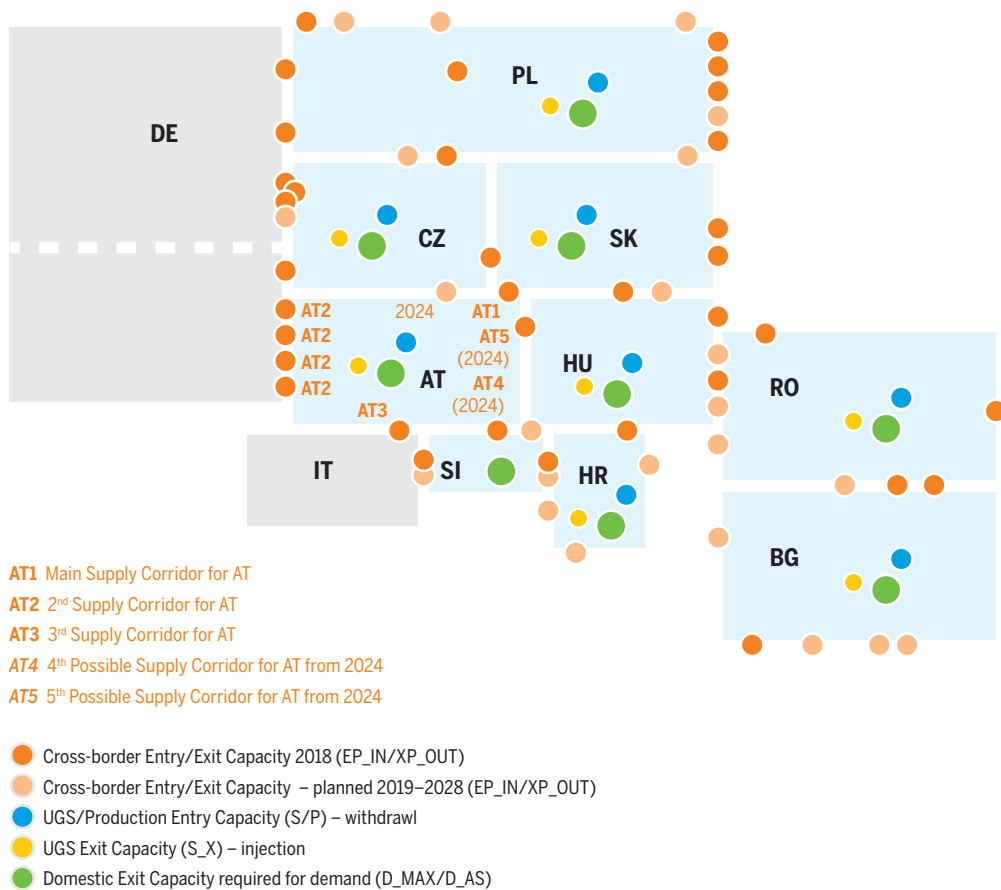 PL
DE
CZ
SK
AT2
2024
AT1
AT2
AT5
(2024)
AT2
AT
AT4
HU
AT2
(2024)
RO
AT3
IT
SI
HR
BG
AT1 Main Supply Corridor for AT
AT2 2nd Supply Corridor for AT
AT3 3rd Supply Corridor for AT
AT4 4th Possible Supply Corridor for AT from 2024
AT5 5th Possible Supply Corridor for AT from 2024
Cross-border Entry/Exit Capacity 2018 (EP_IN/XP_OUT)
Cross-border Entry/Exit Capacity – planned 2019–2028 (EP_IN/XP_OUT)
UGS/Production Entry Capacity (S/P) – withdrawl
UGS Exit Capacity (S_X) – injection
Domestic Exit Capacity required for demand (D_MAX/D_AS)